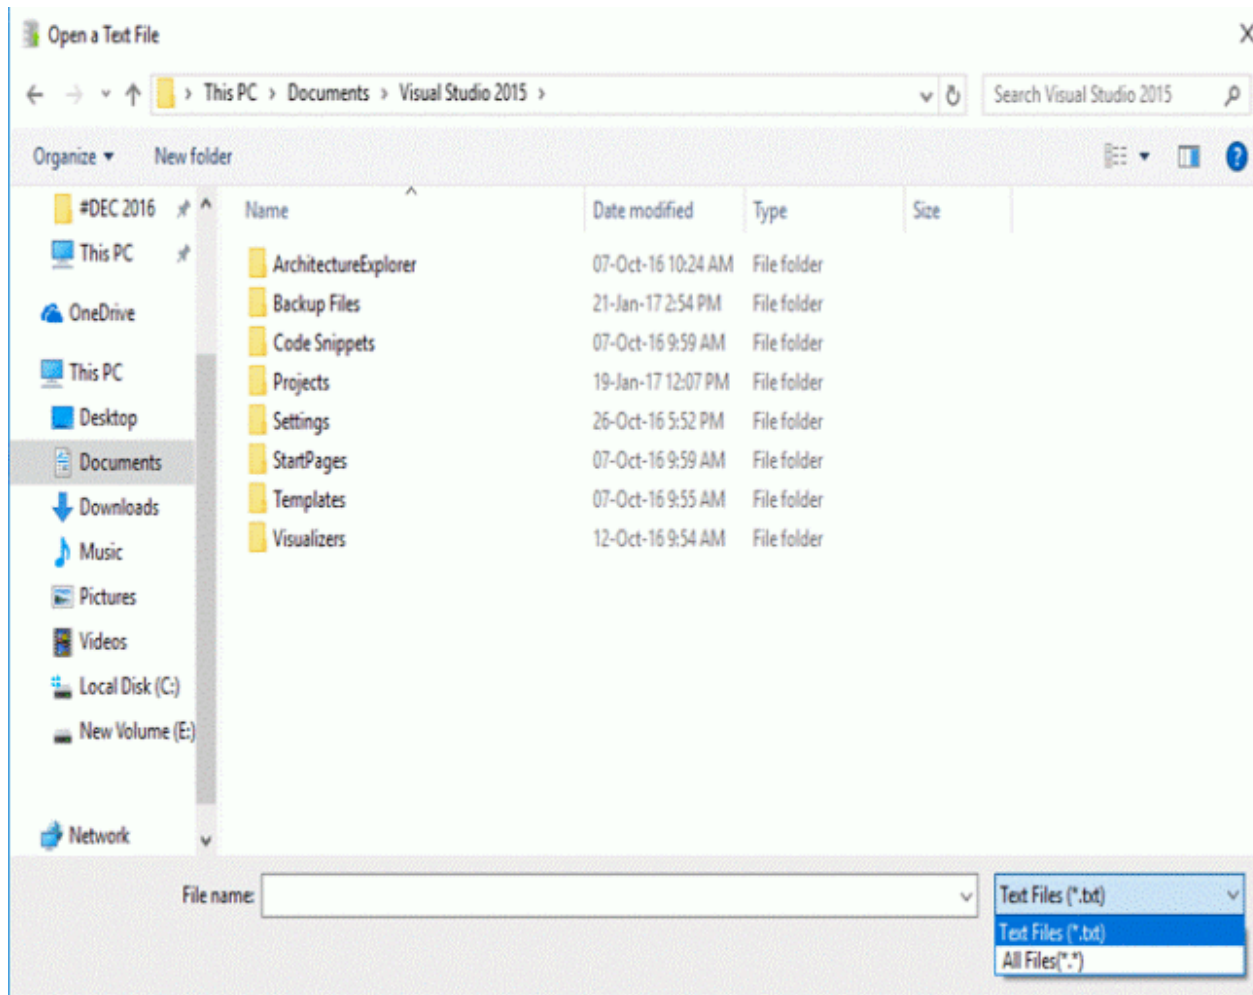 Open a Text File
This PC > Documents > Visual Studio 2015 >
Search Visual Studio 2015
Organize
New folder
#DEC 2016
This PC
OneDrive
This PC
Desktop
Documents
Downloads
Music
Pictures
Videos
Local Disk (C:)
New Volume (E:)
Network
Name Date modified Type Size
ArchitectureExplorer 07-Oct-16 10:24 AM File folder
Backup Files 21-Jan-17 2:54 PM File folder
Code Snippets 07-Oct-16 9:59 AM File folder
Projects 19-Jan-17 12:07 PM File folder
Settings 26-Oct-16 5:52 PM File folder
StartPages 07-Oct-16 9:59 AM File folder
Templates 07-Oct-16 9:55 AM File folder
Visualizers 12-Oct-16 9:54 AM File folder
File name:
Text Files (*.txt)
Text Files (*.txt)
All Files(*.*)